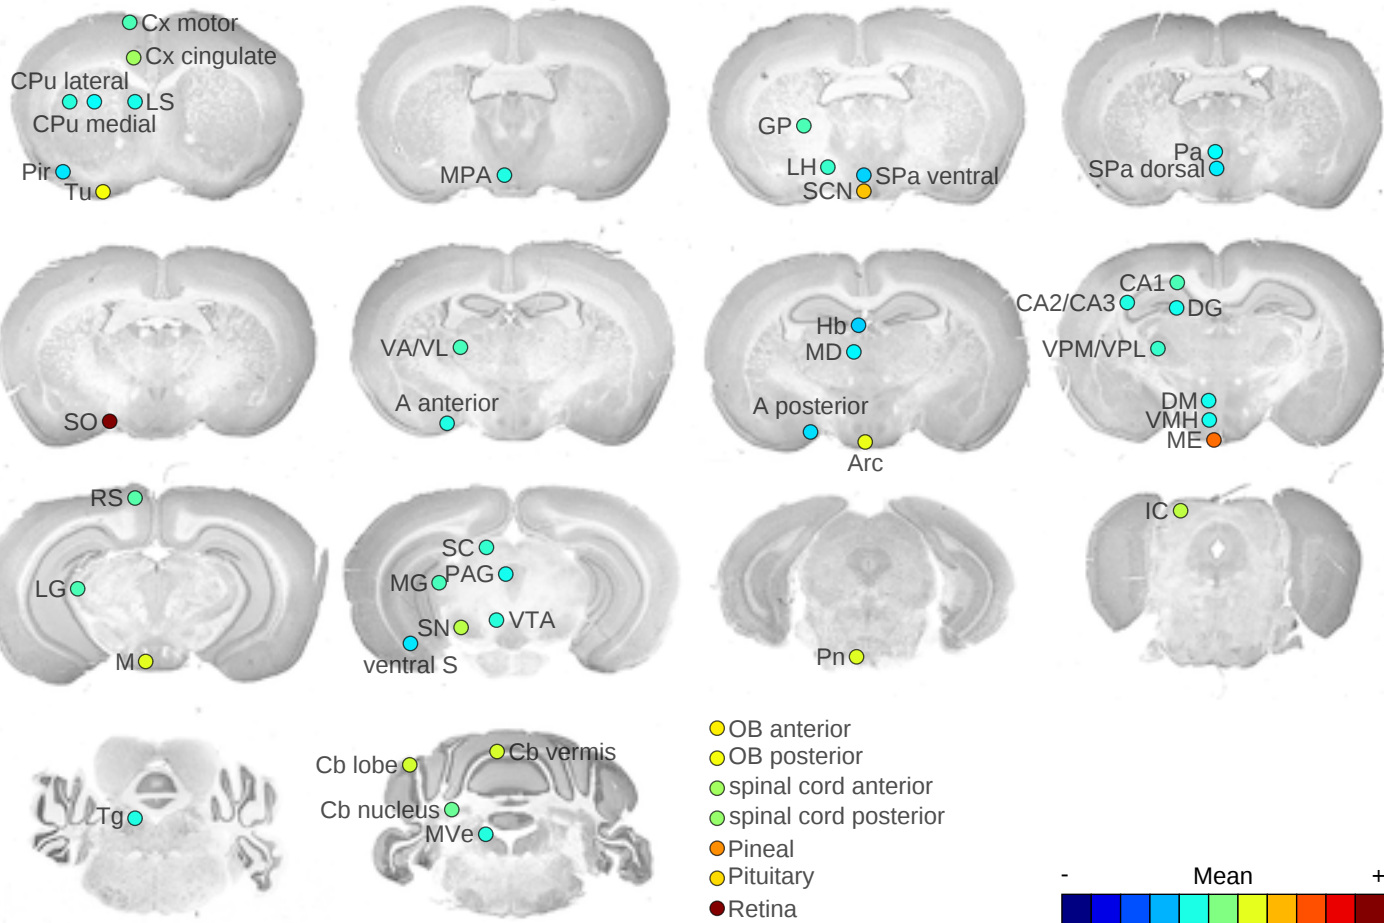 Cx motor
Cx cingulate
CPu lateral
LS
CPu medial
Pir
Tu
MPA
GP
LH
SPa ventral
SCN
Pa
SPa dorsal
SO
VA/VL
A anterior
Hb
MD
A posterior
Arc
CA1
CA2/CA3
DG
VPM/VPL
DM
VMH
ME
RS
LG
M
SC
MG
PAG
SN
VTA
ventral S
Pn
IC
Tg
Cb lobe
Cb vermis
Cb nucleus
MVe
OB anterior
OB posterior
spinal cord anterior
spinal cord posterior
Pineal
Pituitary
Retina
- Mean +